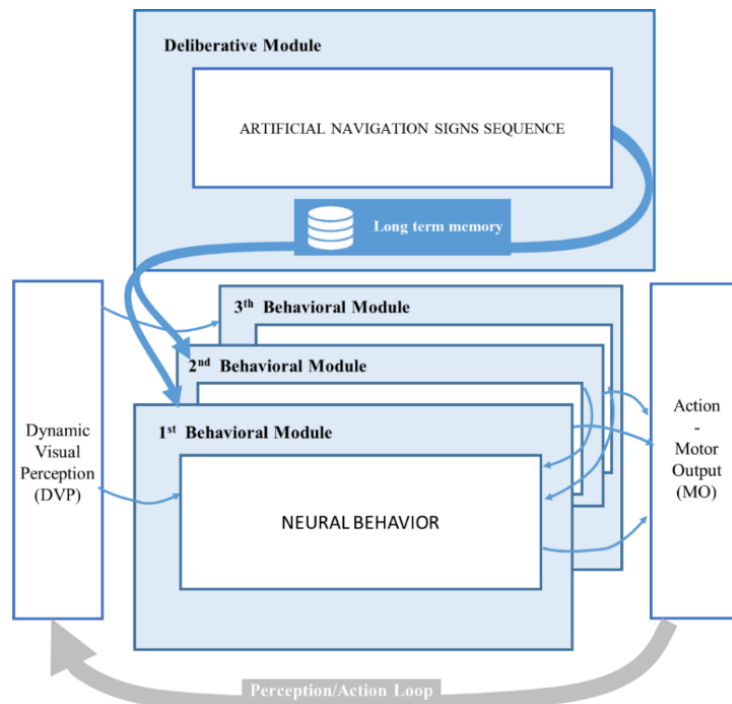 Deliberative Module
ARTIFICIAL NAVIGATION SIGNS SEQUENCE
Long term memory
3th Behavioral Module
2nd Behavioral Module
1st Behavioral Module
NEURAL BEHAVIOR
Dynamic
Visual
Perception
(DVP)
Action
-
Motor
Output
(MO)
Perception/Action Loop